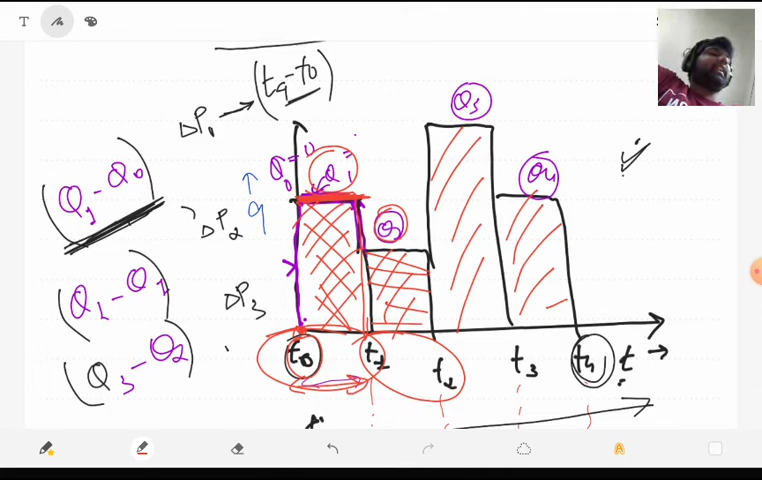 T
(t4-t0)
ΔP1
Q0=0
Q1
Q3
Q4
(Q1-Q0)
q
ΔP2
Q2
(Q2-Q1)
ΔP3
(Q3-Q2)
t0
t1
t2
t3
t4
t